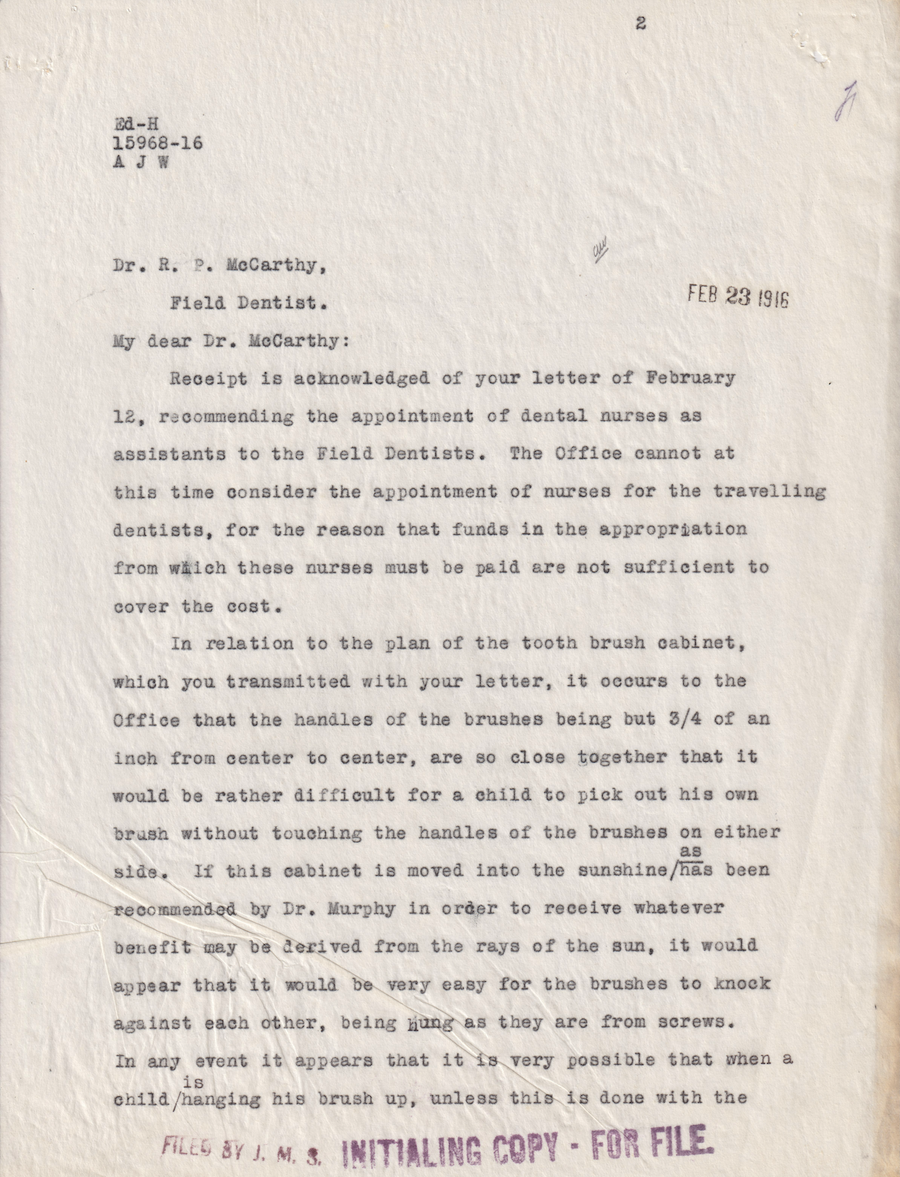 2
Ed-H
15968-16
A J W
Dr. R. P. McCarthy,
Field Dentist.
FEB 23 1916
My dear Dr. McCarthy:
Receipt is acknowledged of your letter of February
12, recommending the appointment of dental nurses as
assistants to the Field Dentists. The Office cannot at
this time consider the appointment of nurses for the travelling
dentists, for the reason that funds in the appropriation
from which these nurses must be paid are not sufficient to
cover the cost.
In relation to the plan of the tooth brush cabinet,
which you transmitted with your letter, it occurs to the
Office that the handles of the brushes being but 3/4 of an
inch from center to center, are so close together that it
would be rather difficult for a child to pick out his own
brush without touching the handles of the brushes on either
as
side. If this cabinet is moved into the sunshine/has been
recommended by Dr. Murphy in order to receive whatever
benefit may be derived from the rays of the sun, it would
appear that it would be very easy for the brushes to knock
against each other, being hung as they are from screws.
In any event it appears that it is very possible that when a
is
child/hanging his brush up, unless this is done with the
FILED BY J. M. S. INITIALING COPY - FOR FILE.